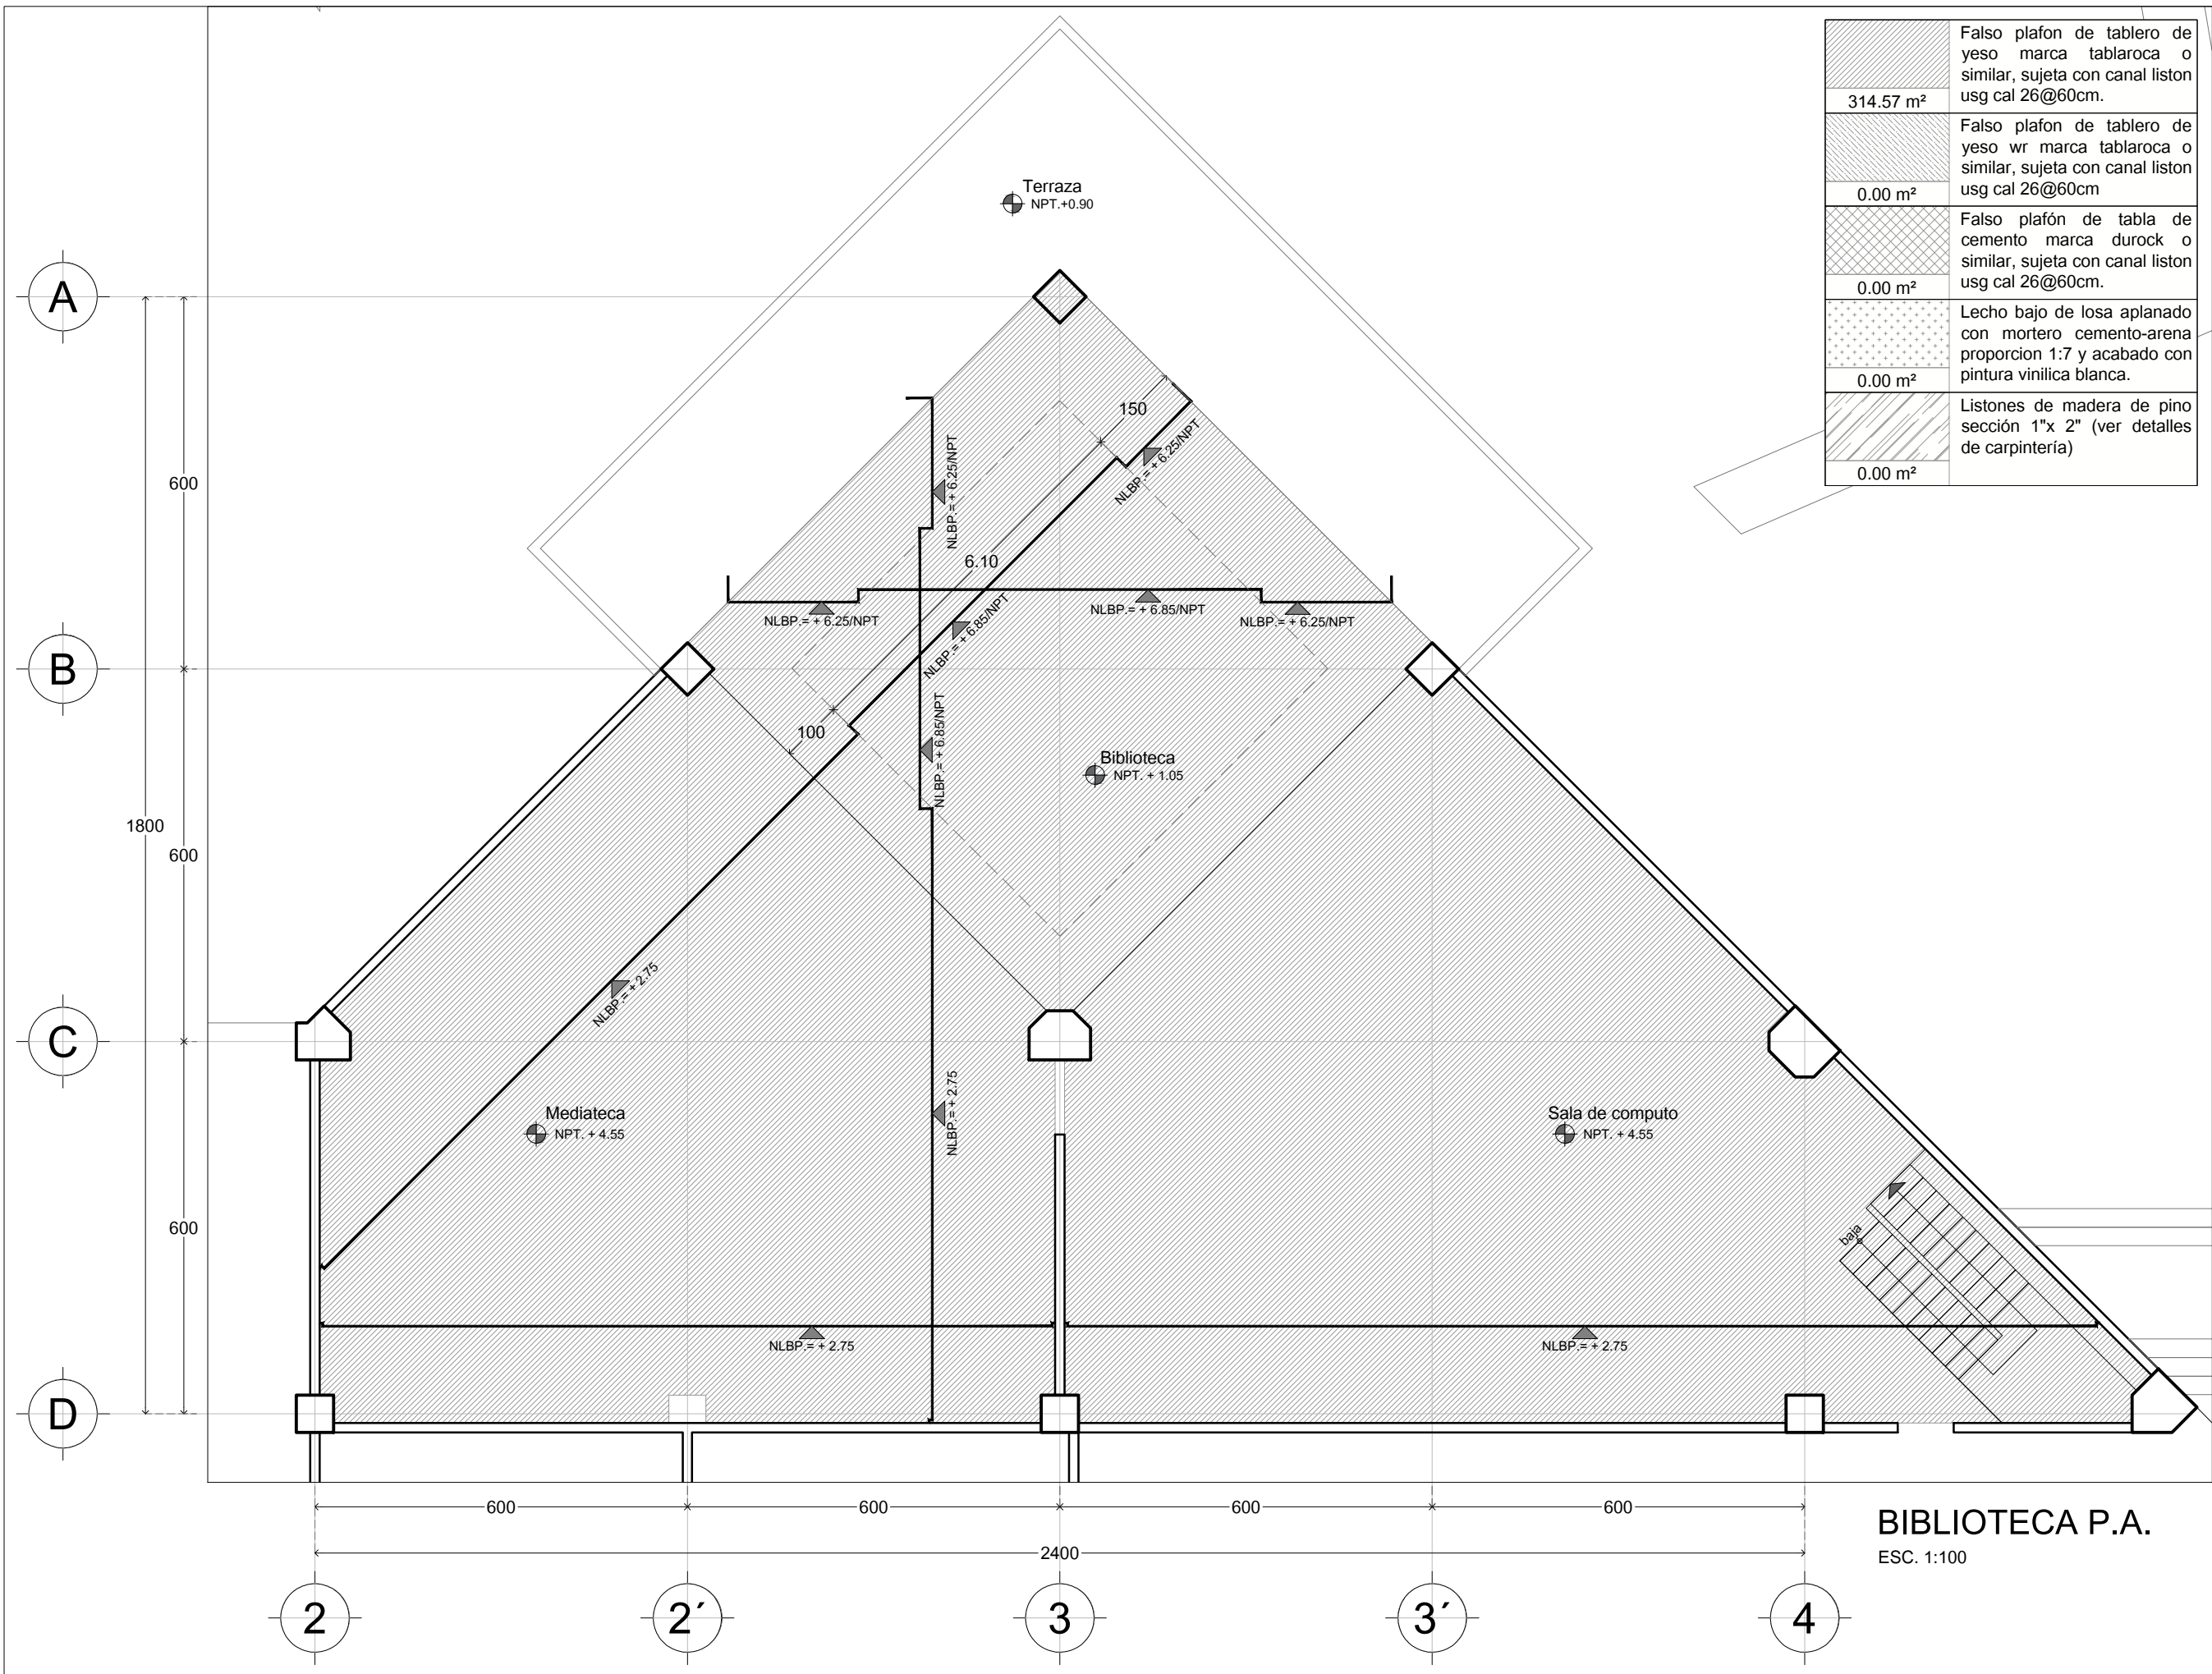 Falso plafon de tablero de
yeso marca tablaroca o
similar, sujeta con canal liston
usg cal 26@60cm.
314.57 m²
Falso plafon de tablero de
yeso wr marca tablaroca o
similar, sujeta con canal liston
usg cal 26@60cm
0.00 m²
Falso plafón de tabla de
cemento marca durock o
similar, sujeta con canal liston
usg cal 26@60cm.
0.00 m²
Lecho bajo de losa aplanado
con mortero cemento-arena
proporcion 1:7 y acabado con
pintura vinilica blanca.
0.00 m²
Listones de madera de pino
sección 1"x 2" (ver detalles
de carpintería)
0.00 m²
Terraza
NPT.+0.90
A
150
NLBP.= + 6.25/NPT
NLBP.= + 6.25/NPT
600
6.10
NLBP.= + 6.25/NPT
NLBP.= + 6.85/NPT
NLBP.= + 6.85/NPT
NLBP.= + 6.25/NPT
B
100
NLBP.= + 6.85/NPT
Biblioteca
NPT. + 1.05
1800
600
NLBP.= + 2.75
C
NLBP.= + 2.75
Mediateca
NPT. + 4.55
Sala de computo
NPT. + 4.55
600
baja
NLBP.= + 2.75
NLBP.= + 2.75
D
600
600
600
600
2400
BIBLIOTECA P.A.
ESC. 1:100
2
2´
3
3´
4